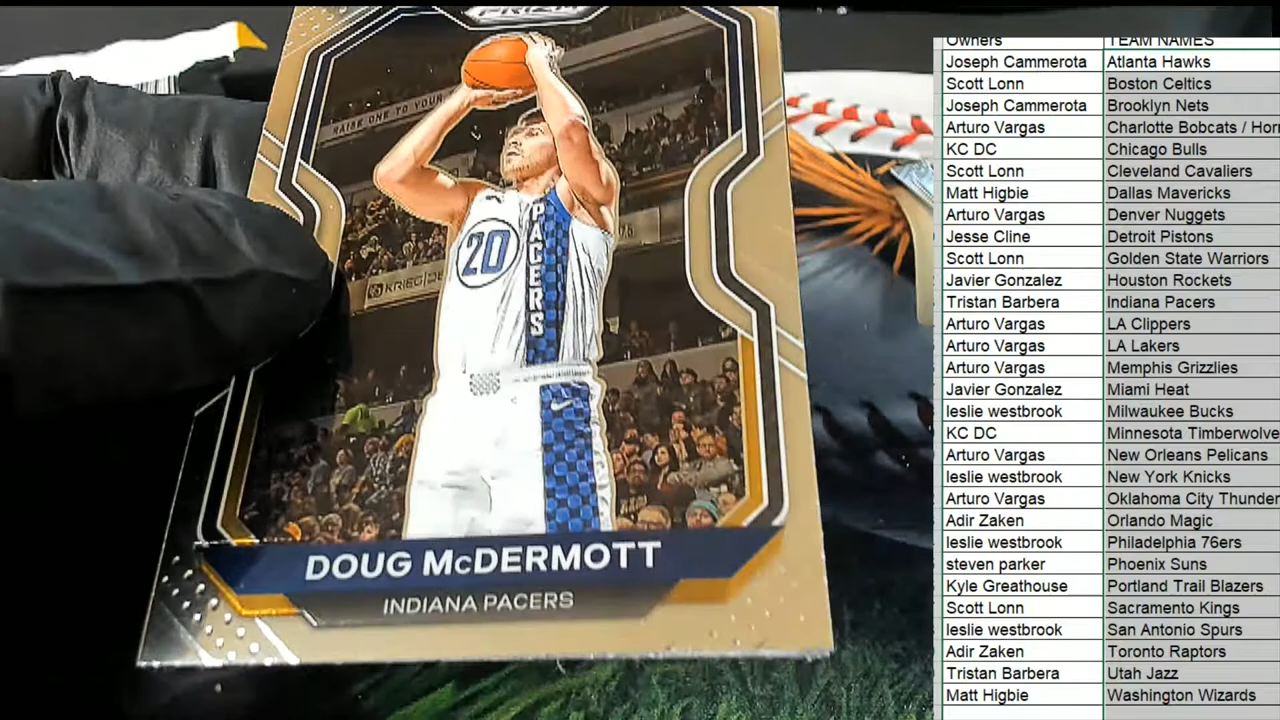 PRIZM
RAISE ONE TO YOUR
KRIEG DE
20
PACERS
DOUG McDERMOTT
INDIANA PACERS
Owners TEAM NAMES
Joseph Cammerota Atlanta Hawks
Scott Lonn Boston Celtics
Joseph Cammerota Brooklyn Nets
Arturo Vargas Charlotte Bobcats / Hor
KC DC Chicago Bulls
Scott Lonn Cleveland Cavaliers
Matt Higbie Dallas Mavericks
Arturo Vargas Denver Nuggets
Jesse Cline Detroit Pistons
Scott Lonn Golden State Warriors
Javier Gonzalez Houston Rockets
Tristan Barbera Indiana Pacers
Arturo Vargas LA Clippers
Arturo Vargas LA Lakers
Arturo Vargas Memphis Grizzlies
Javier Gonzalez Miami Heat
leslie westbrook Milwaukee Bucks
KC DC Minnesota Timberwolve
Arturo Vargas New Orleans Pelicans
leslie westbrook New York Knicks
Arturo Vargas Oklahoma City Thunder
Adir Zaken Orlando Magic
leslie westbrook Philadelphia 76ers
steven parker Phoenix Suns
Kyle Greathouse Portland Trail Blazers
Scott Lonn Sacramento Kings
leslie westbrook San Antonio Spurs
Adir Zaken Toronto Raptors
Tristan Barbera Utah Jazz
Matt Higbie Washington Wizards